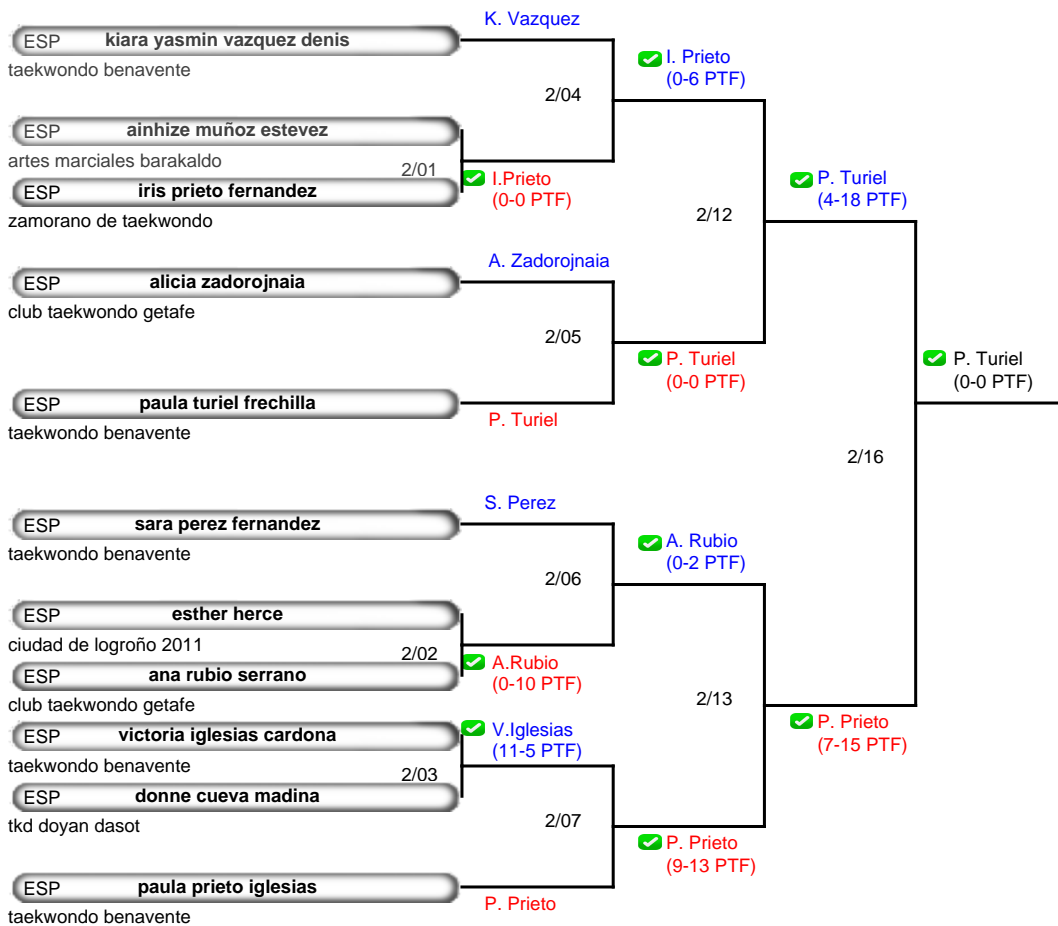 K. Vazquez
ESP kiara yasmin vazquez denis
taekwondo benavente
I. Prieto
(0-6 PTF)
2/04
ESP ainhize muñoz estevez
artes marciales barakaldo
2/01
ESP iris prieto fernandez
zamorano de taekwondo
I.Prieto
(0-0 PTF)
P. Turiel
(4-18 PTF)
2/12
A. Zadorojnaia
ESP alicia zadorojnaia
club taekwondo getafe
2/05
P. Turiel
(0-0 PTF)
P. Turiel
(0-0 PTF)
ESP paula turiel frechilla
taekwondo benavente
P. Turiel
2/16
S. Perez
ESP sara perez fernandez
taekwondo benavente
A. Rubio
(0-2 PTF)
2/06
ESP esther herce
ciudad de logroño 2011
2/02
ESP ana rubio serrano
club taekwondo getafe
A.Rubio
(0-10 PTF)
2/13
P. Prieto
(7-15 PTF)
ESP victoria iglesias cardona
taekwondo benavente
V.Iglesias
(11-5 PTF)
2/03
ESP donne cueva madina
tkd doyan dasot
2/07
P. Prieto
(9-13 PTF)
ESP paula prieto iglesias
taekwondo benavente
P. Prieto